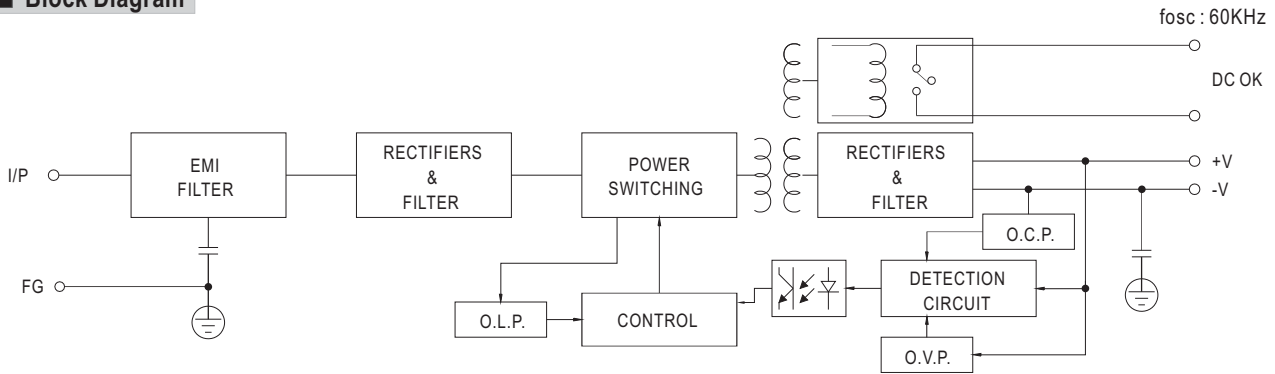 ■ Block Diagram
fosc : 60KHz
DC OK
I/P
EMI
FILTER
RECTIFIERS
&
FILTER
POWER
SWITCHING
RECTIFIERS
&
FILTER
+V
-V
O.C.P.
FG
O.L.P.
CONTROL
DETECTION
CIRCUIT
O.V.P.